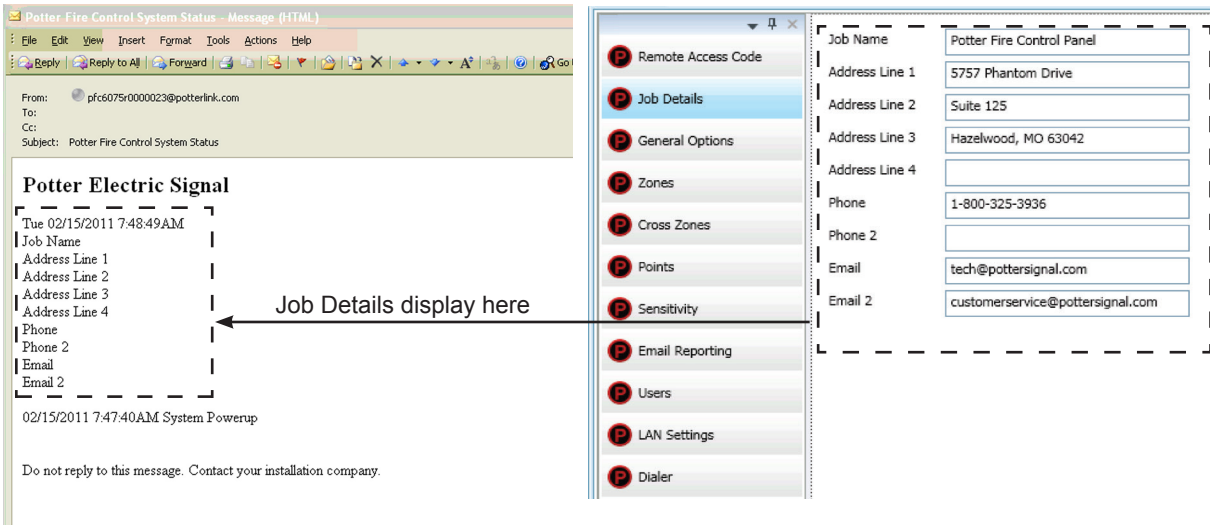 Potter Fire Control System Status - Message (HTML)
File Edit View Insert Format Tools Actions Help
Reply Reply to All Forward
From: pfc6075r0000023@potterlink.com
To:
Cc:
Subject: Potter Fire Control System Status
Potter Electric Signal
Tue 02/15/2011 7:48:49AM
Job Name
Address Line 1
Address Line 2
Address Line 3
Address Line 4
Phone
Phone 2
Email
Email 2
02/15/2011 7:47:40AM System Powerup
Do not reply to this message. Contact your installation company.
Job Details display here
Remote Access Code
Job Details
General Options
Zones
Cross Zones
Points
Sensitivity
Email Reporting
Users
LAN Settings
Dialer
Job Name Potter Fire Control Panel
Address Line 1 5757 Phantom Drive
Address Line 2 Suite 125
Address Line 3 Hazelwood, MO 63042
Address Line 4
Phone 1-800-325-3936
Phone 2
Email tech@pottersignal.com
Email 2 customerservice@pottersignal.com